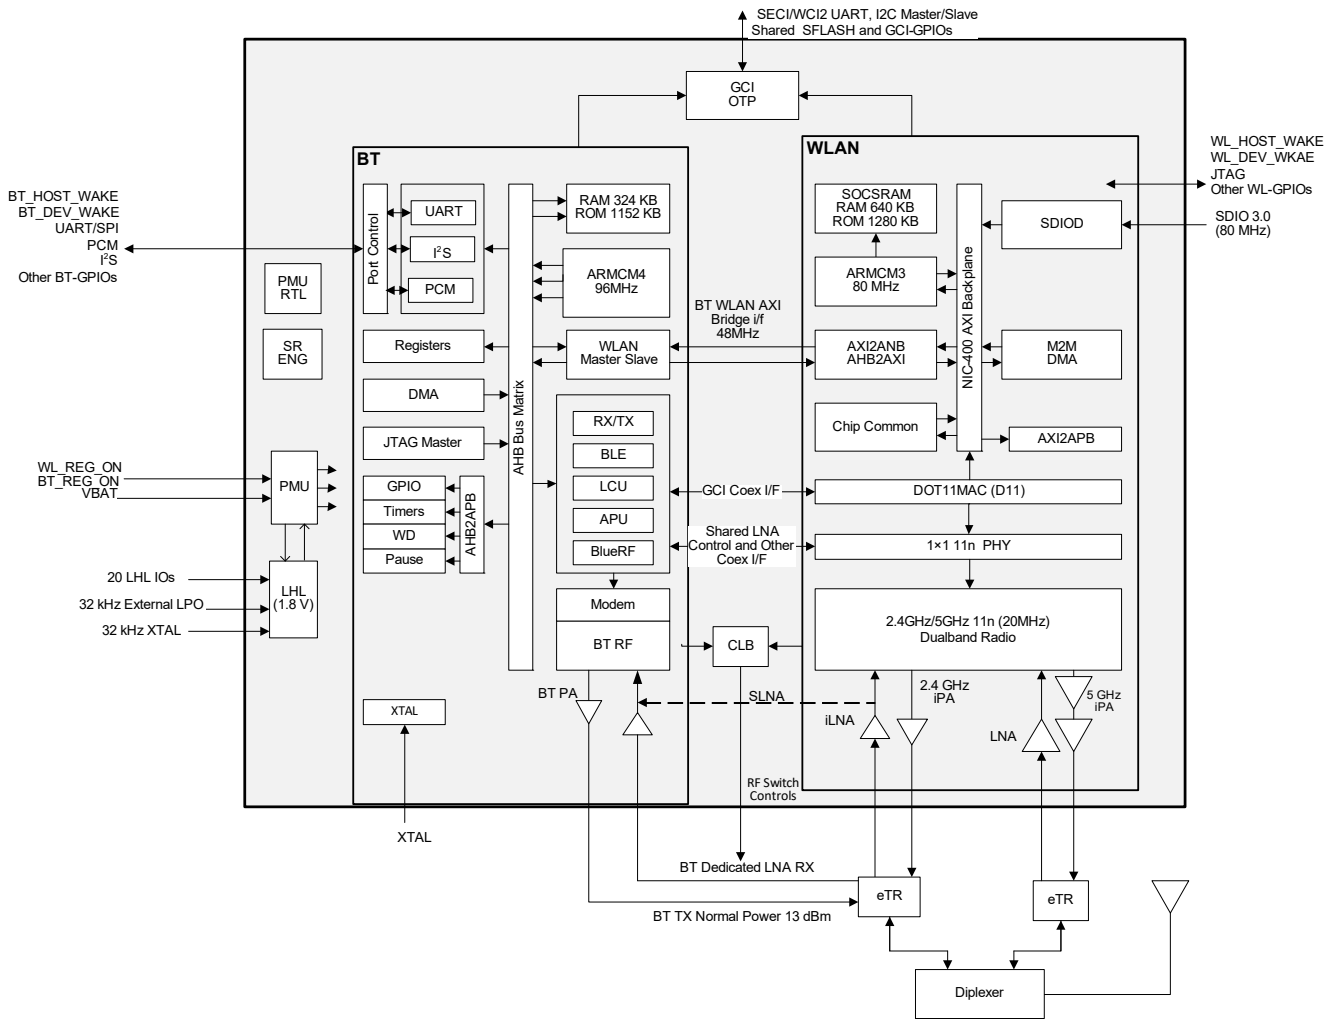 SECI/WCI2 UART, I2C Master/Slave
Shared SFLASH and GCI-GPIOs
GCI
OTP
BT
WLAN
BT_HOST_WAKE
BT_DEV_WAKE
UART/SPI
PCM
I²S
Other BT-GPIOs
WL_HOST_WAKE
WL_DEV_WKAE
JTAG
Other WL-GPIOs
SDIO 3.0
(80 MHz)
PMU
RTL
SR
ENG
Port Control
UART
I²S
PCM
AHB Bus Matrix
RAM 324 KB
ROM 1152 KB
ARMCM4
96MHz
Registers
WLAN
Master Slave
DMA
JTAG Master
GPIO
Timers
WD
Pause
AHB2APB
RX/TX
BLE
LCU
APU
BlueRF
Modem
BT RF
BT WLAN AXI
Bridge i/f
48MHz
SOCSRAM
RAM 640 KB
ROM 1280 KB
ARMCM3
80 MHz
NIC-400 AXI Backplane
SDIOD
AXI2ANB
AHB2AXI
M2M
DMA
Chip Common
AXI2APB
GCI Coex I/F
DOT11MAC (D11)
Shared LNA
Control and Other
Coex I/F
1×1 11n PHY
2.4GHz/5GHz 11n (20MHz)
Dualband Radio
WL_REG_ON
BT_REG_ON
VBAT
PMU
20 LHL IOs
32 kHz External LPO
32 kHz XTAL
LHL
(1.8 V)
CLB
BT PA
SLNA
iLNA
2.4 GHz
iPA
LNA
5 GHz
iPA
XTAL
RF Switch
Controls
XTAL
BT Dedicated LNA RX
BT TX Normal Power 13 dBm
eTR
eTR
Diplexer